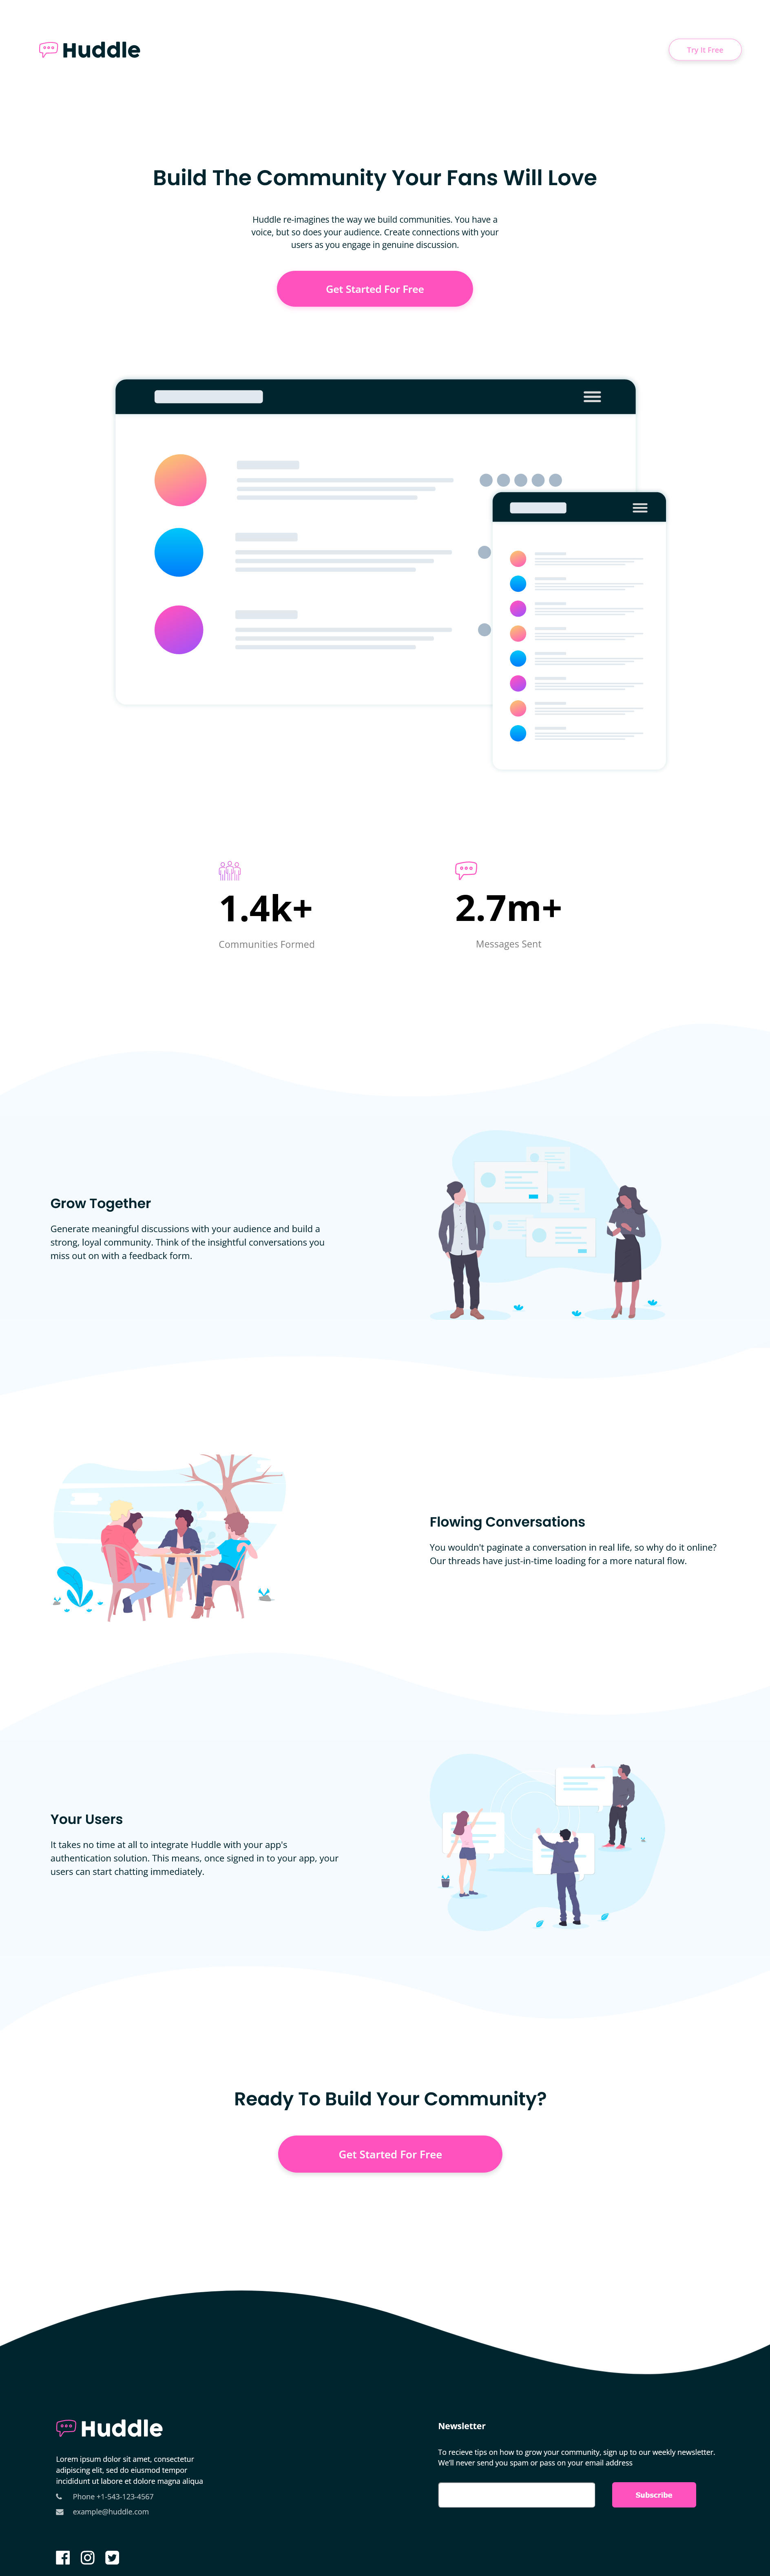 Huddle
Try It Free
Build The Community Your Fans Will Love
Huddle re-imagines the way we build communities. You have a
voice, but so does your audience. Create connections with your
users as you engage in genuine discussion.
Get Started For Free
1.4k+
Communities Formed
2.7m+
Messages Sent
Grow Together
Generate meaningful discussions with your audience and build a
strong, loyal community. Think of the insightful conversations you
miss out on with a feedback form.
Flowing Conversations
You wouldn't paginate a conversation in real life, so why do it online?
Our threads have just-in-time loading for a more natural flow.
Your Users
It takes no time at all to integrate Huddle with your app's
authentication solution. This means, once signed in to your app, your
users can start chatting immediately.
Ready To Build Your Community?
Get Started For Free
Huddle
Lorem ipsum dolor sit amet, consectetur
adipiscing elit, sed do eiusmod tempor
incididunt ut labore et dolore magna aliqua
Phone +1-543-123-4567
example@huddle.com
Newsletter
To recieve tips on how to grow your community, sign up to our weekly newsletter.
We'll never send you spam or pass on your email address
Subscribe